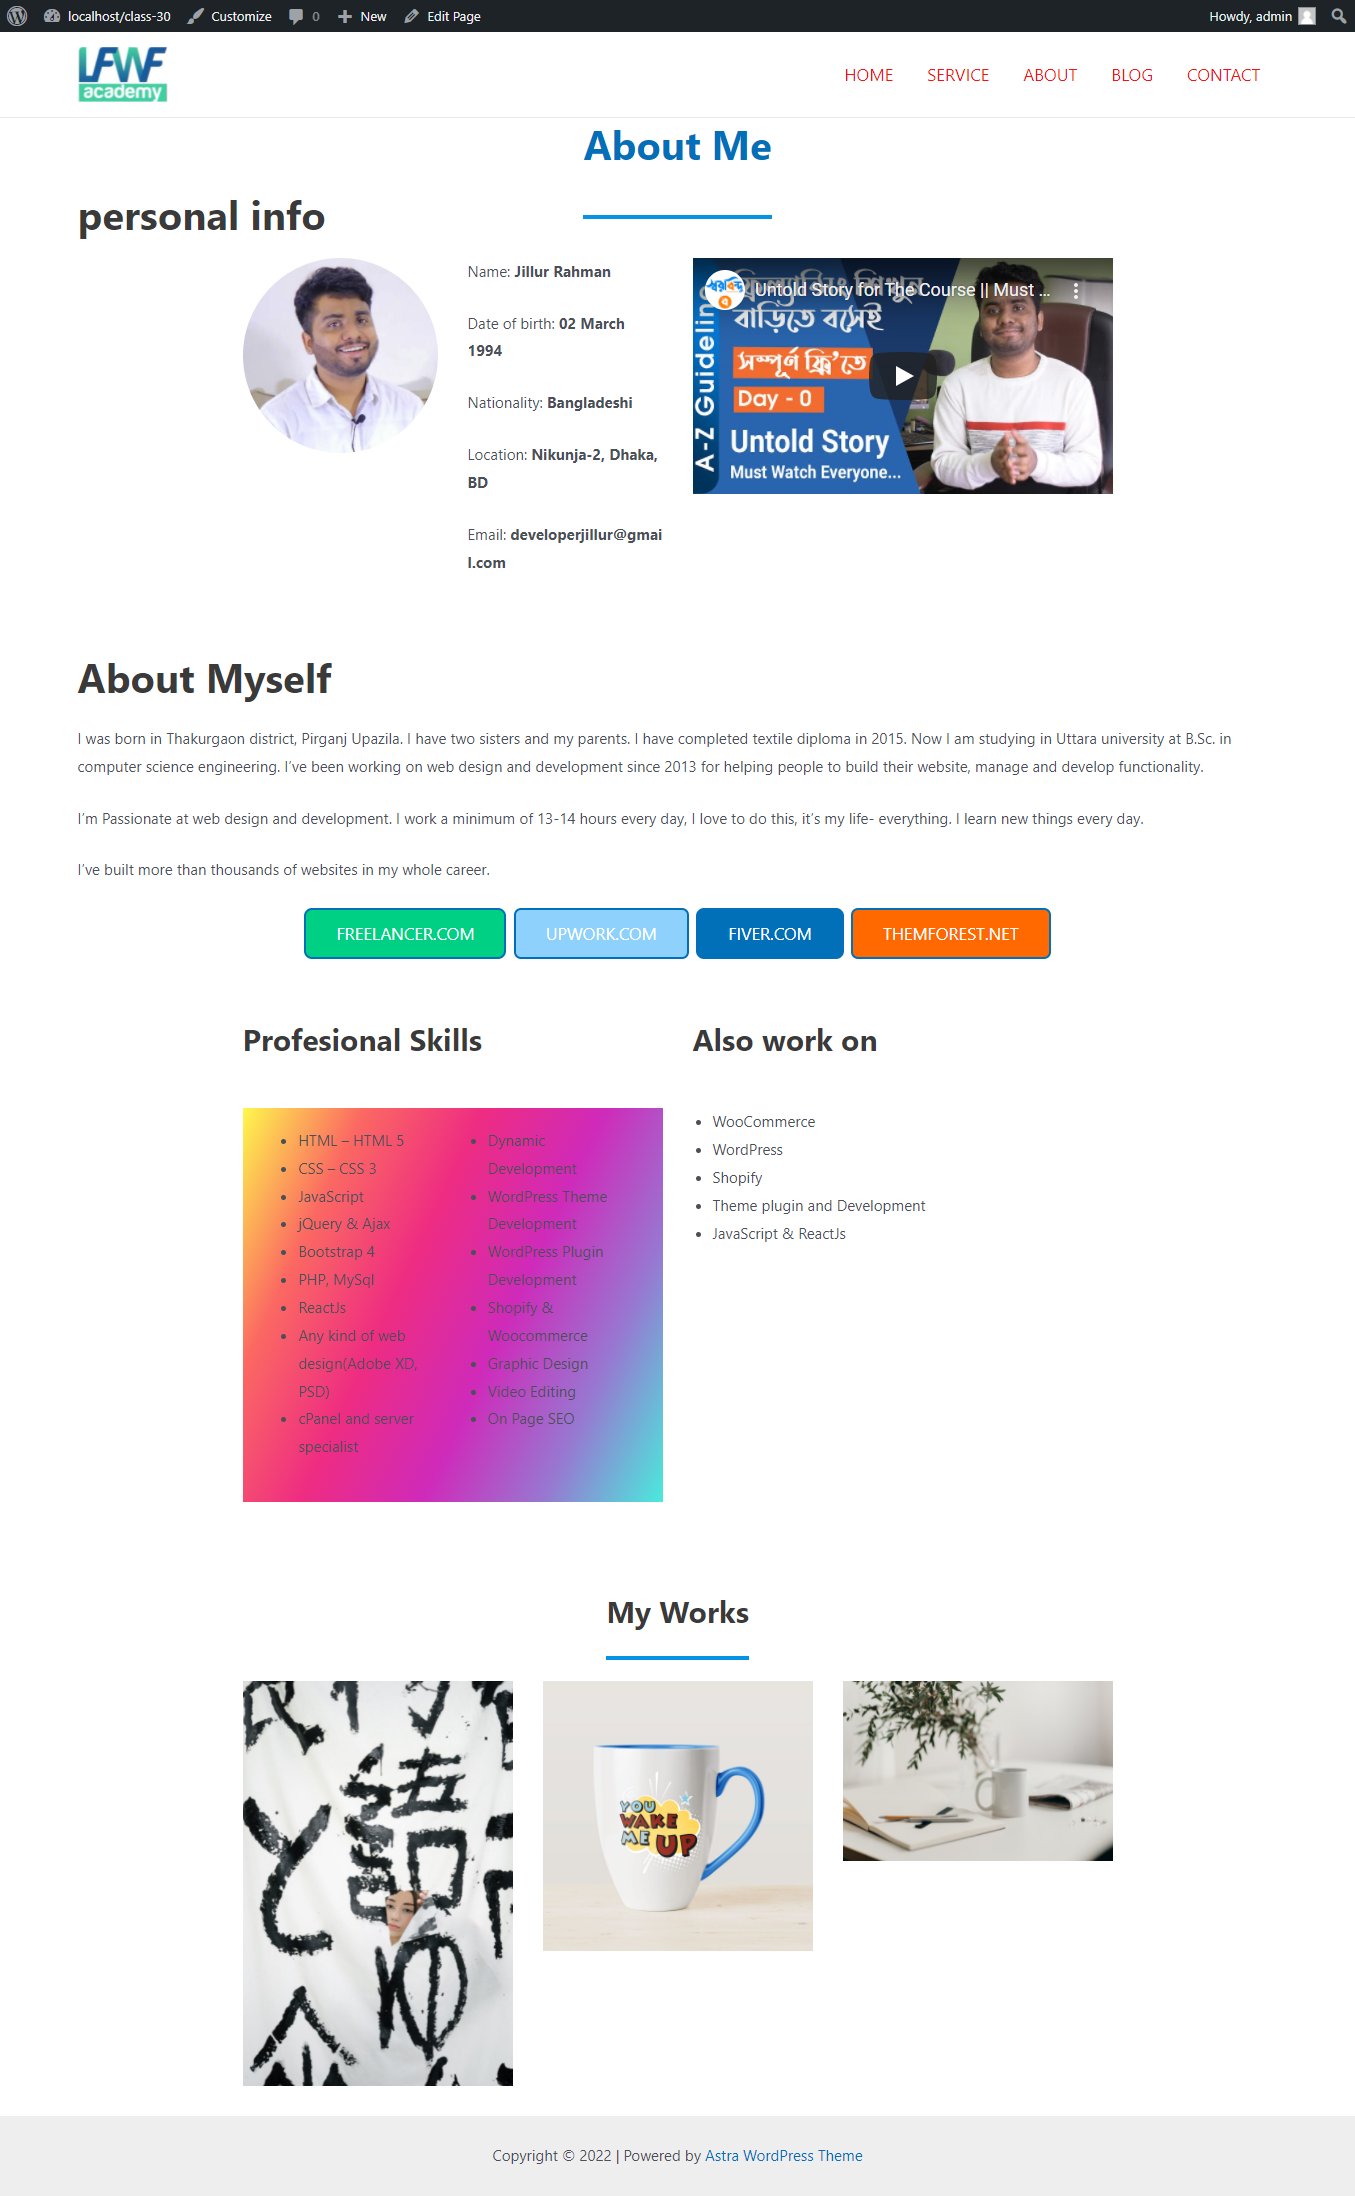 localhost/class-30 Customize 0 New Edit Page Howdy, admin
LFWF
academy
HOME SERVICE ABOUT BLOG CONTACT
About Me
personal info
Name: Jillur Rahman
Date of birth: 02 March
1994
Nationality: Bangladeshi
Location: Nikunja-2, Dhaka,
BD
Email: developerjillur@gmai
l.com
Untold Story for The Course || Must ...
বাড়িতে বসেই
সম্পূর্ণ ফ্রি'তে
Day - 0
A-Z Guideline
Untold Story
Must Watch Everyone...
About Myself
I was born in Thakurgaon district, Pirganj Upazila. I have two sisters and my parents. I have completed textile diploma in 2015. Now I am studying in Uttara university at B.Sc. in
computer science engineering. I’ve been working on web design and development since 2013 for helping people to build their website, manage and develop functionality.
I’m Passionate at web design and development. I work a minimum of 13-14 hours every day, I love to do this, it’s my life- everything. I learn new things every day.
I’ve built more than thousands of websites in my whole career.
FREELANCER.COM UPWORK.COM FIVER.COM THEMFOREST.NET
Profesional Skills
HTML – HTML 5
CSS – CSS 3
JavaScript
jQuery & Ajax
Bootstrap 4
PHP, MySql
ReactJs
Any kind of web
design(Adobe XD,
PSD)
cPanel and server
specialist
Dynamic
Development
WordPress Theme
Development
WordPress Plugin
Development
Shopify &
Woocommerce
Graphic Design
Video Editing
On Page SEO
Also work on
WooCommerce
WordPress
Shopify
Theme plugin and Development
JavaScript & ReactJs
My Works
YOU
WAKE
ME UP
Copyright © 2022 | Powered by Astra WordPress Theme